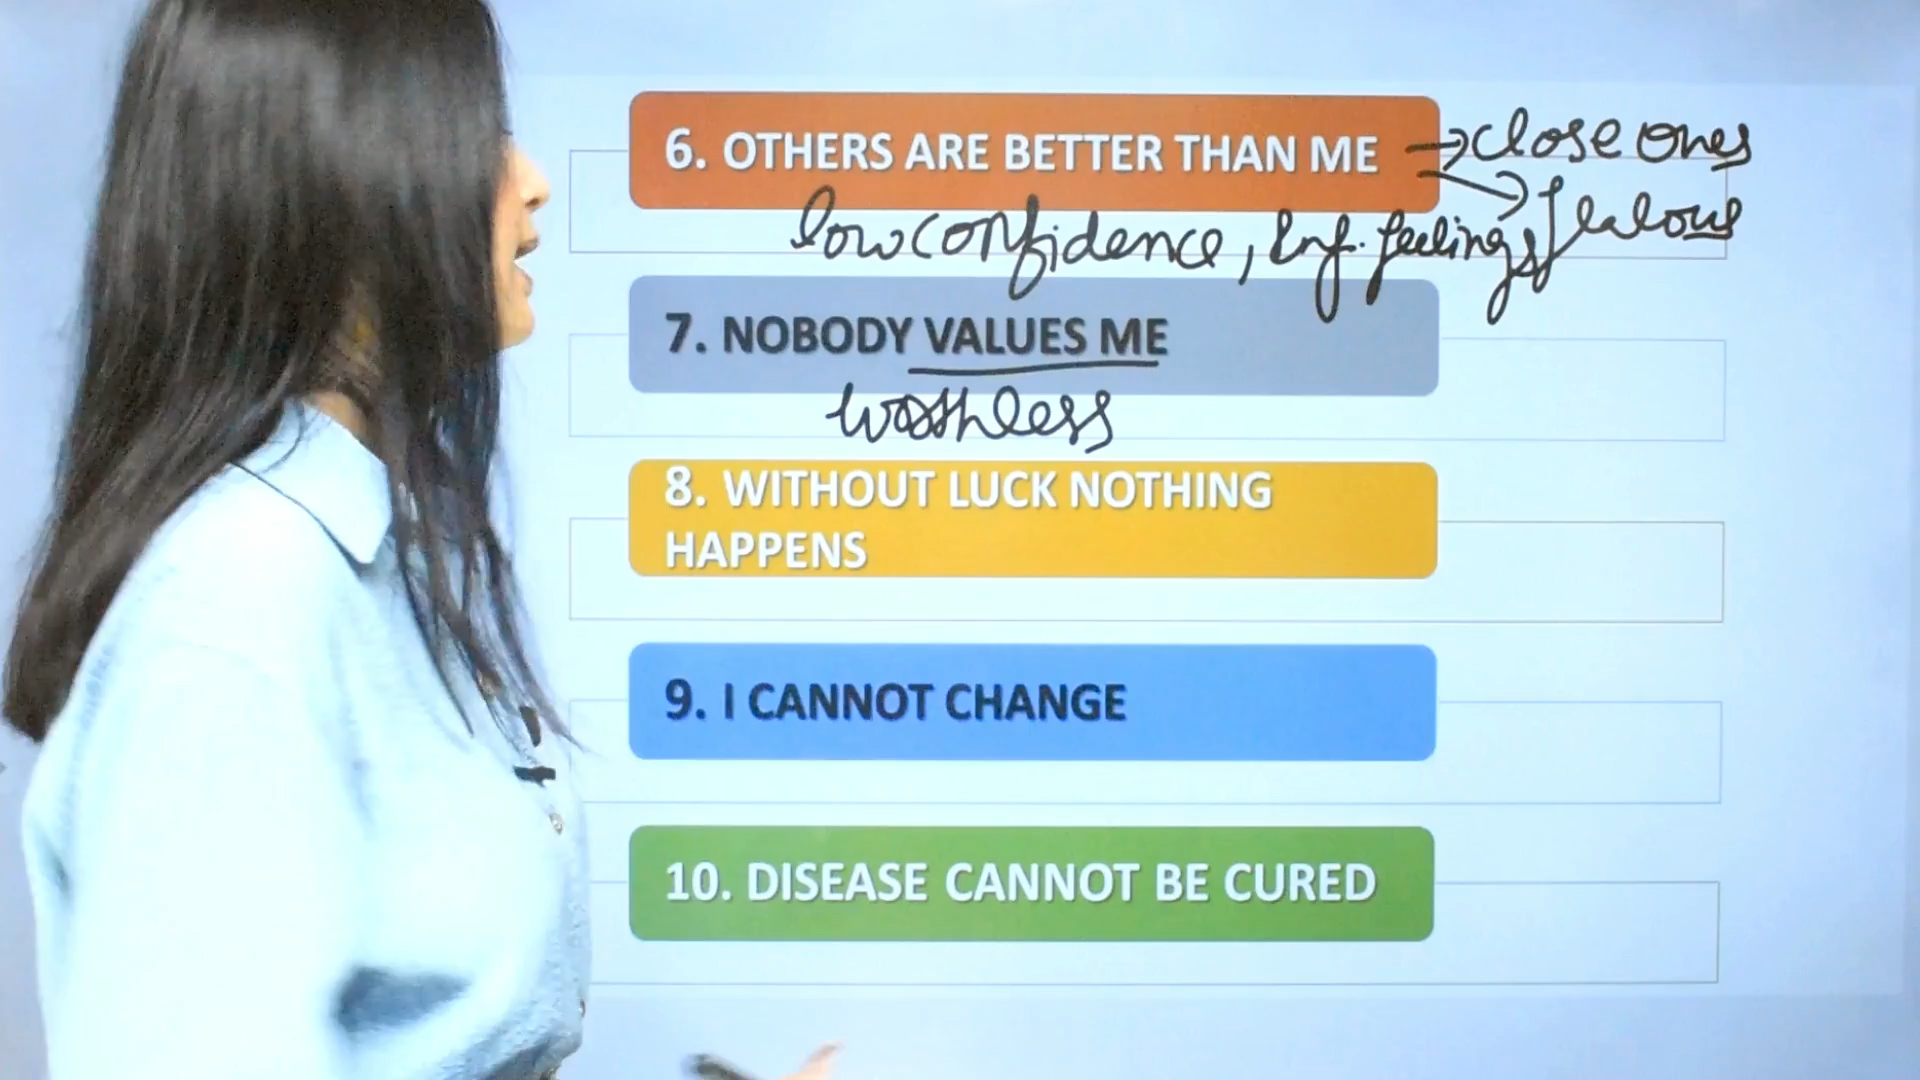 6. OTHERS ARE BETTER THAN ME → close ones
→ Jealous
low confidence, Inf. feelings
7. NOBODY VALUES ME
worthless
8. WITHOUT LUCK NOTHING
HAPPENS
9. I CANNOT CHANGE
10. DISEASE CANNOT BE CURED